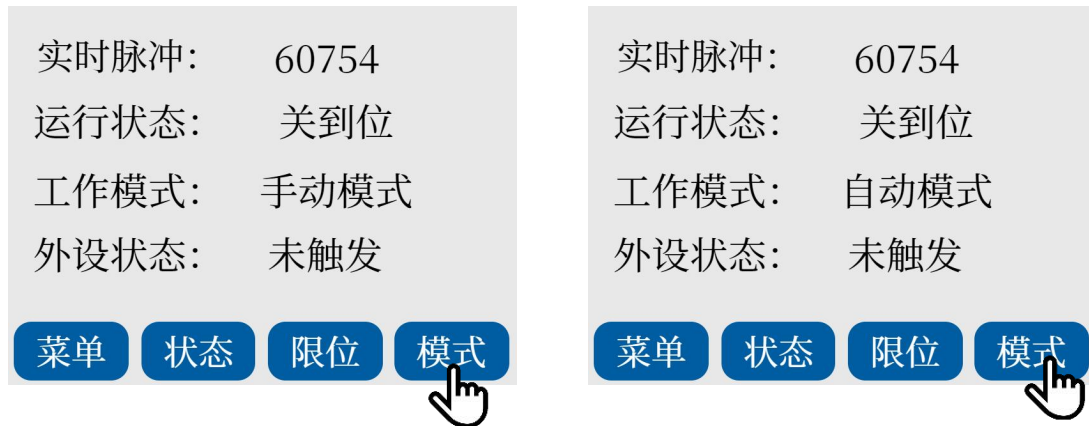 实时脉冲： 60754
运行状态： 关到位
工作模式： 手动模式
外设状态： 未触发
菜单 状态 限位 模式
实时脉冲： 60754
运行状态： 关到位
工作模式： 自动模式
外设状态： 未触发
菜单 状态 限位 模式